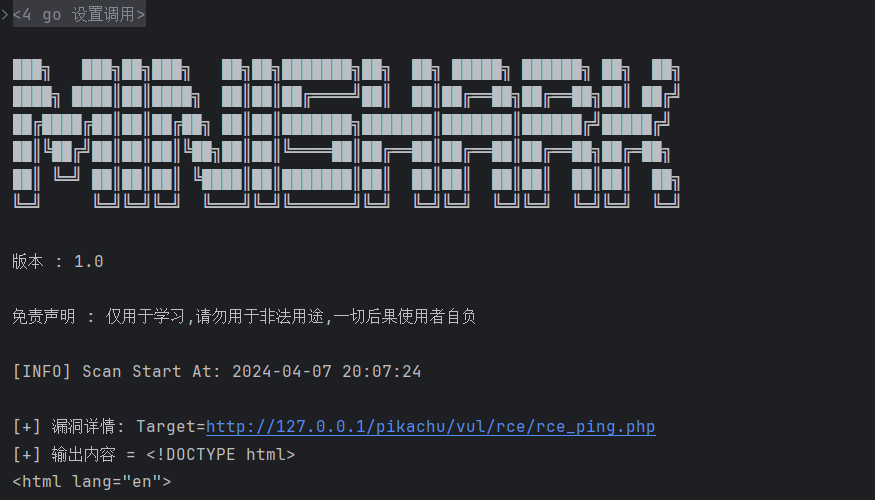 <4 go 设置调用>
MINISHARK
版本 : 1.0
免责声明 : 仅用于学习,请勿用于非法用途,一切后果使用者自负
[INFO] Scan Start At: 2024-04-07 20:07:24
[+] 漏洞详情: Target=http://127.0.0.1/pikachu/vul/rce/rce_ping.php
[+] 输出内容 = <!DOCTYPE html>
<html lang="en">